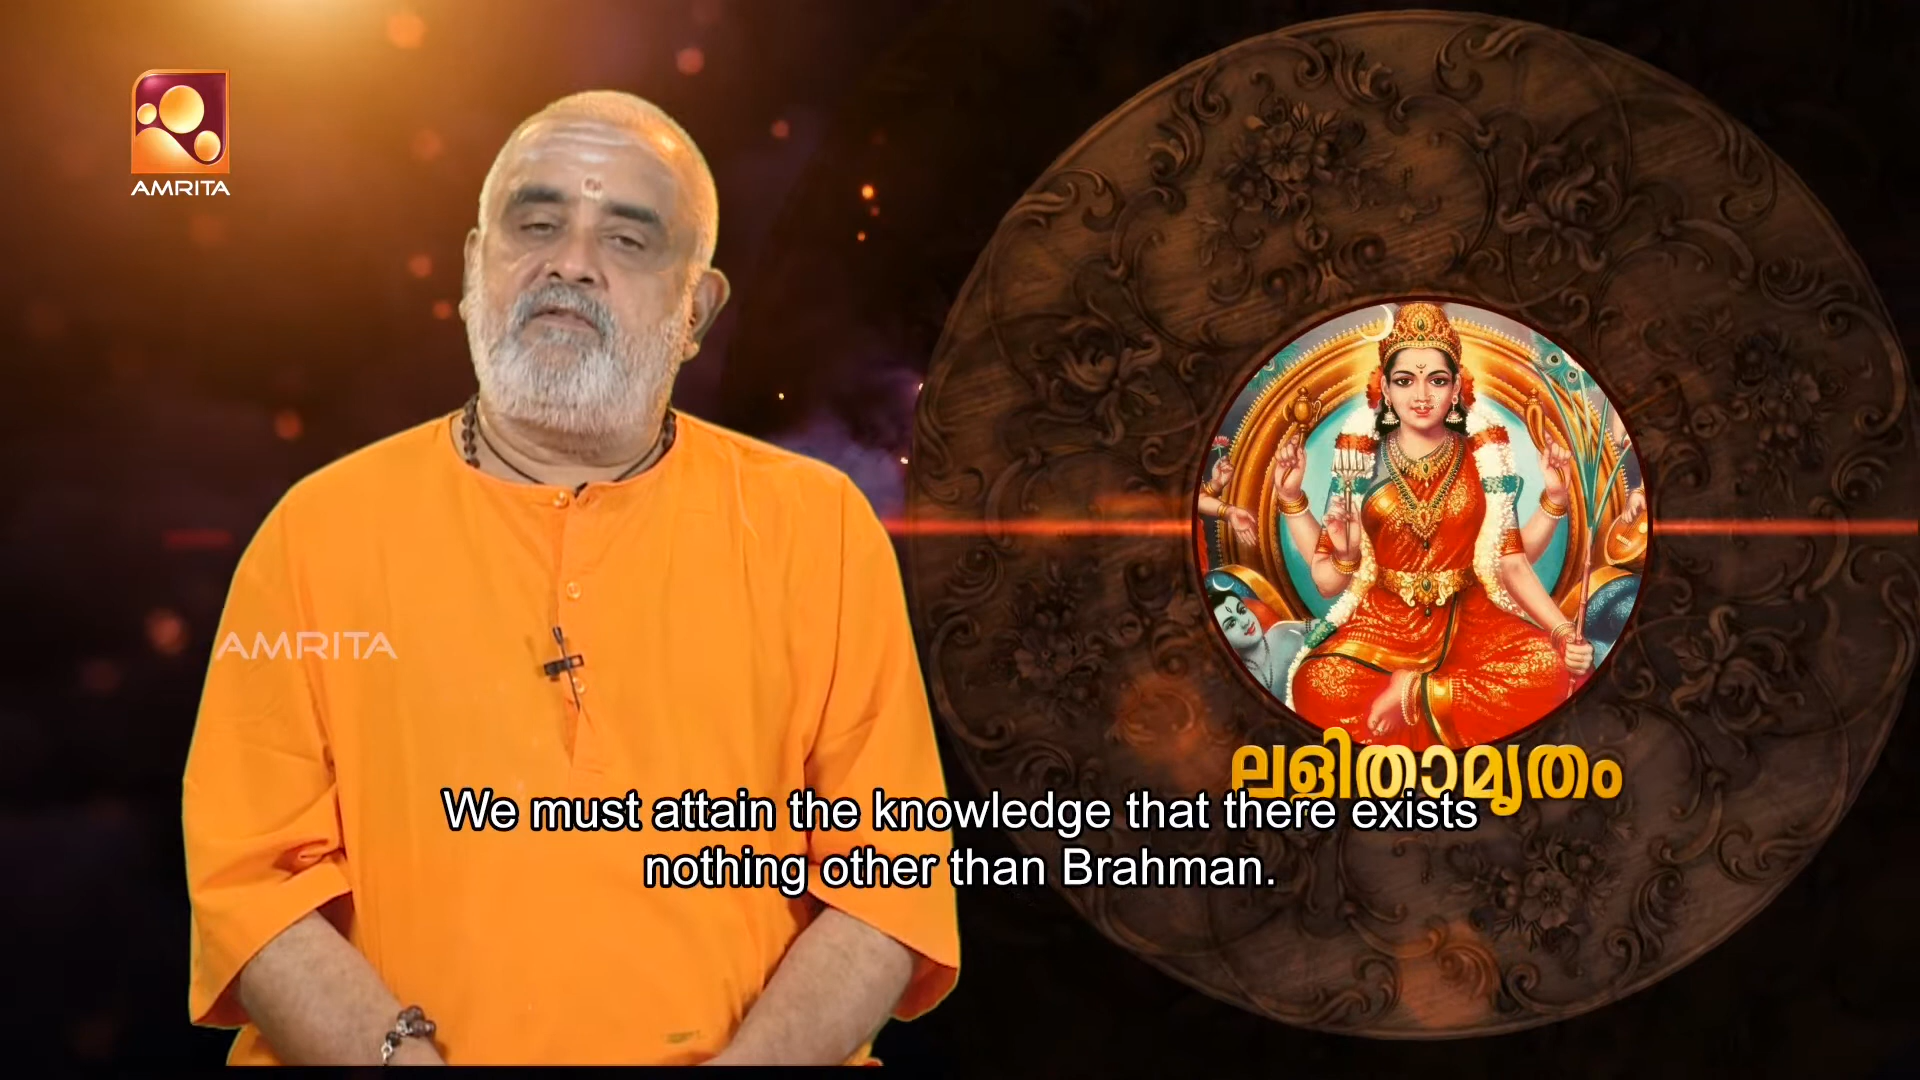 AMRITA
AMRITA
ലളിതാമൃതം
We must attain the knowledge that there exists
nothing other than Brahman.